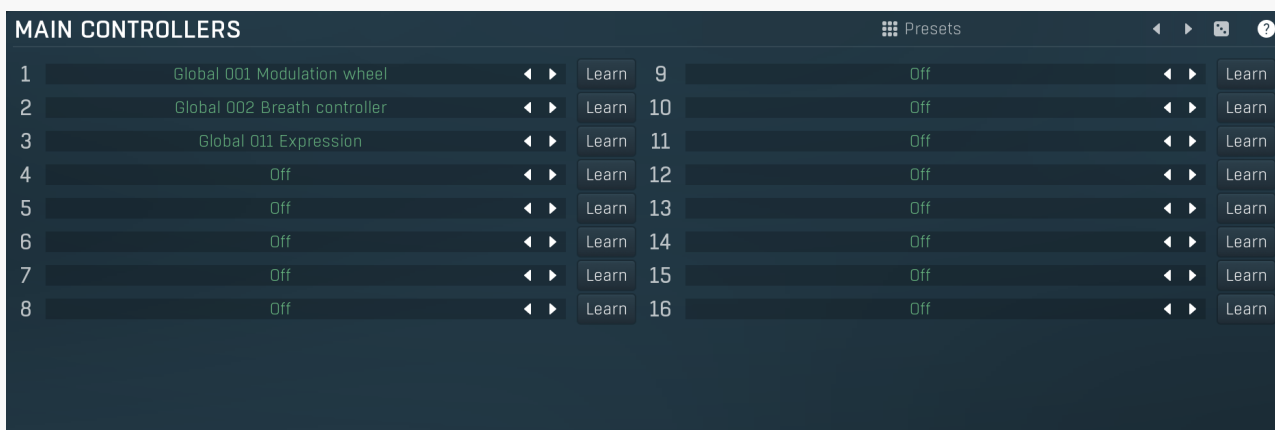 MAIN CONTROLLERS Presets ?
1 Global 001 Modulation wheel Learn 9 Off Learn
2 Global 002 Breath controller Learn 10 Off Learn
3 Global 011 Expression Learn 11 Off Learn
4 Off Learn 12 Off Learn
5 Off Learn 13 Off Learn
6 Off Learn 14 Off Learn
7 Off Learn 15 Off Learn
8 Off Learn 16 Off Learn